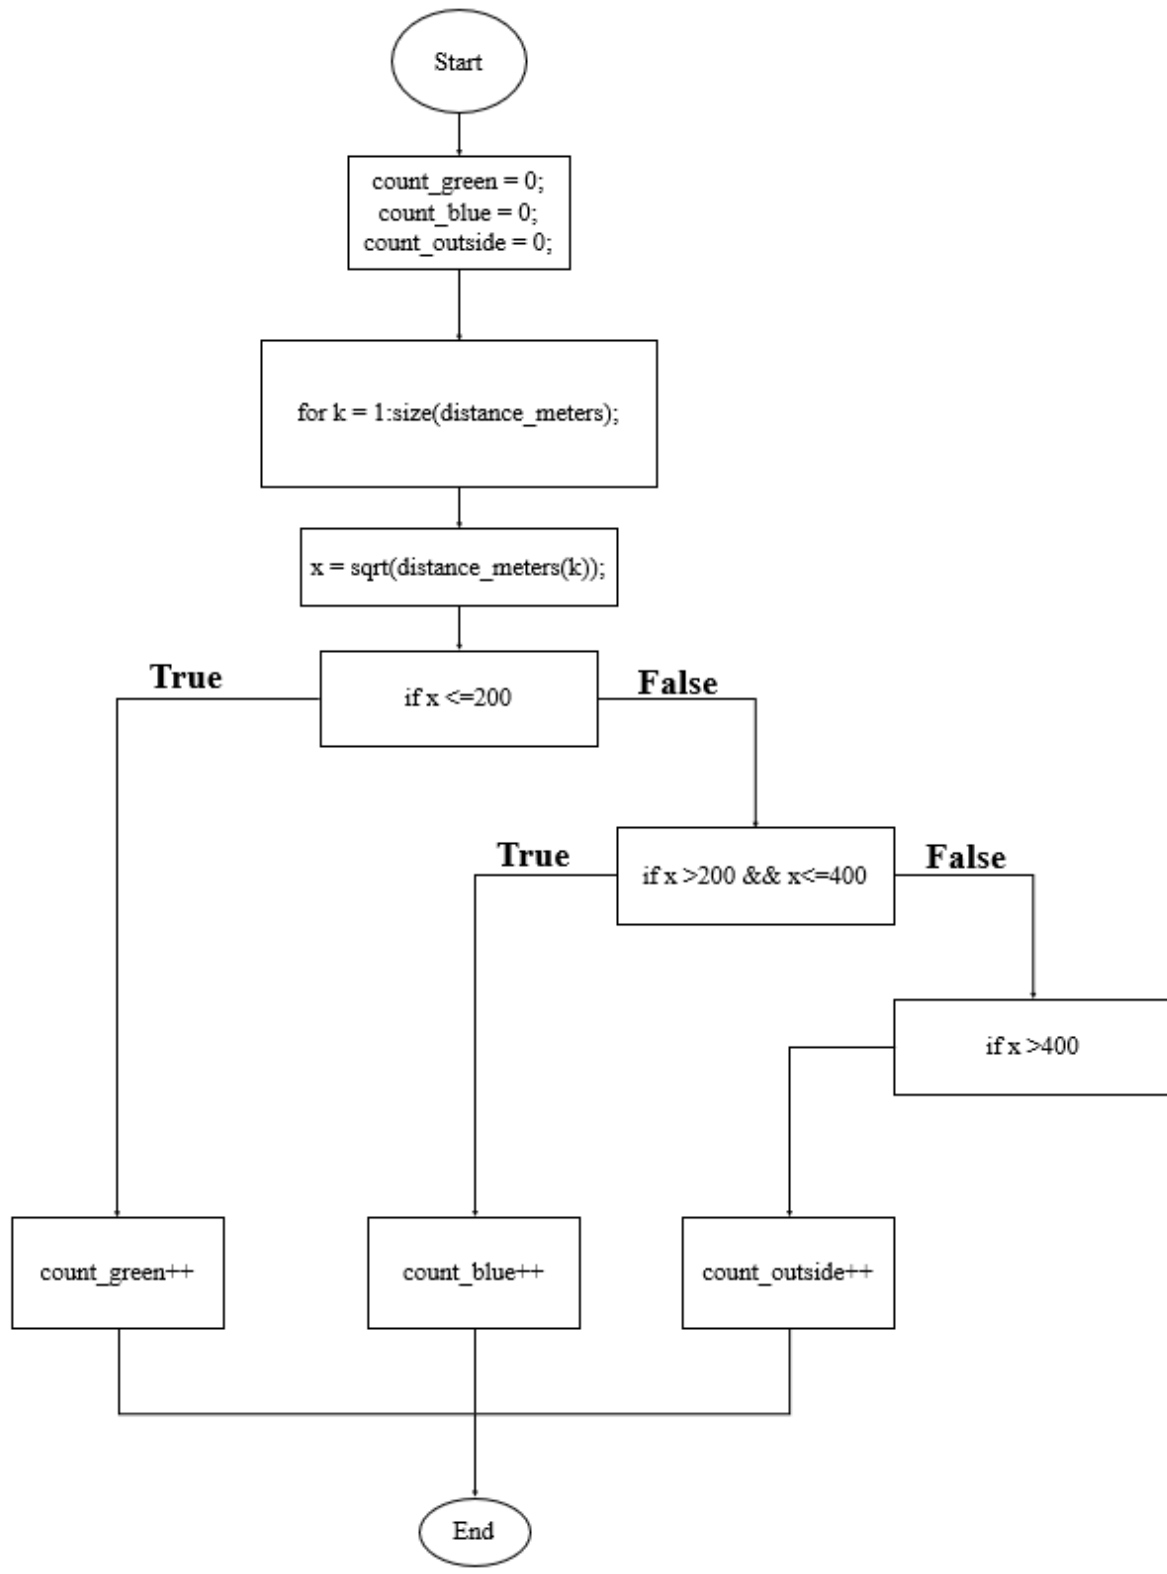 Start
count_green = 0;
count_blue = 0;
count_outside = 0;
for k = 1:size(distance_meters);
x = sqrt(distance_meters(k));
True
if x <=200
False
True
if x >200 && x<=400
False
if x >400
count_green++
count_blue++
count_outside++
End